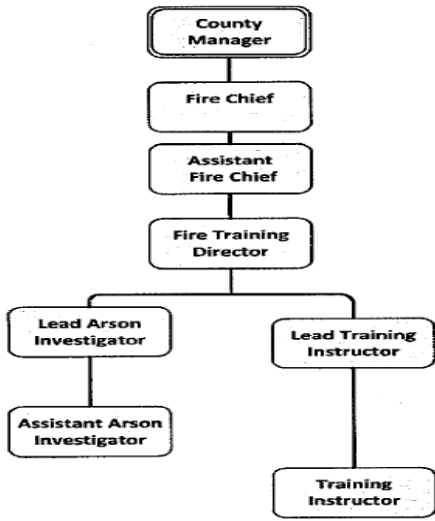 County
Manager
Fire Chief
Assistant
Fire Chief
Fire Training
Director
Lead Arson
Investigator
Lead Training
Instructor
Assistant Arson
Investigator
Training
Instructor